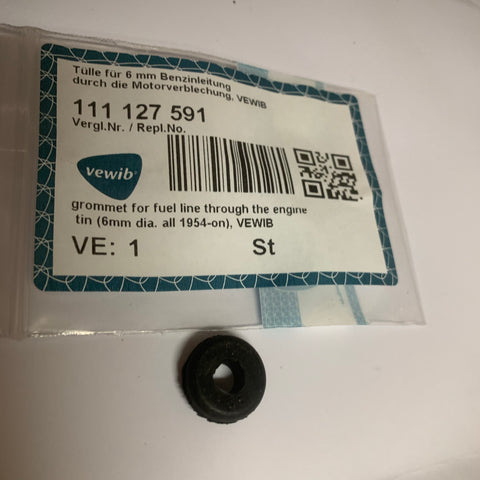 Tülle für 6 mm Benzinleitung
durch die Motorverblechung, VEWIB
111 127 591
Vergl.Nr. / Repl.No.
vewib®
grommet for fuel line through the engine
tin (6mm dia. all 1954-on), VEWIB
VE: 1 St